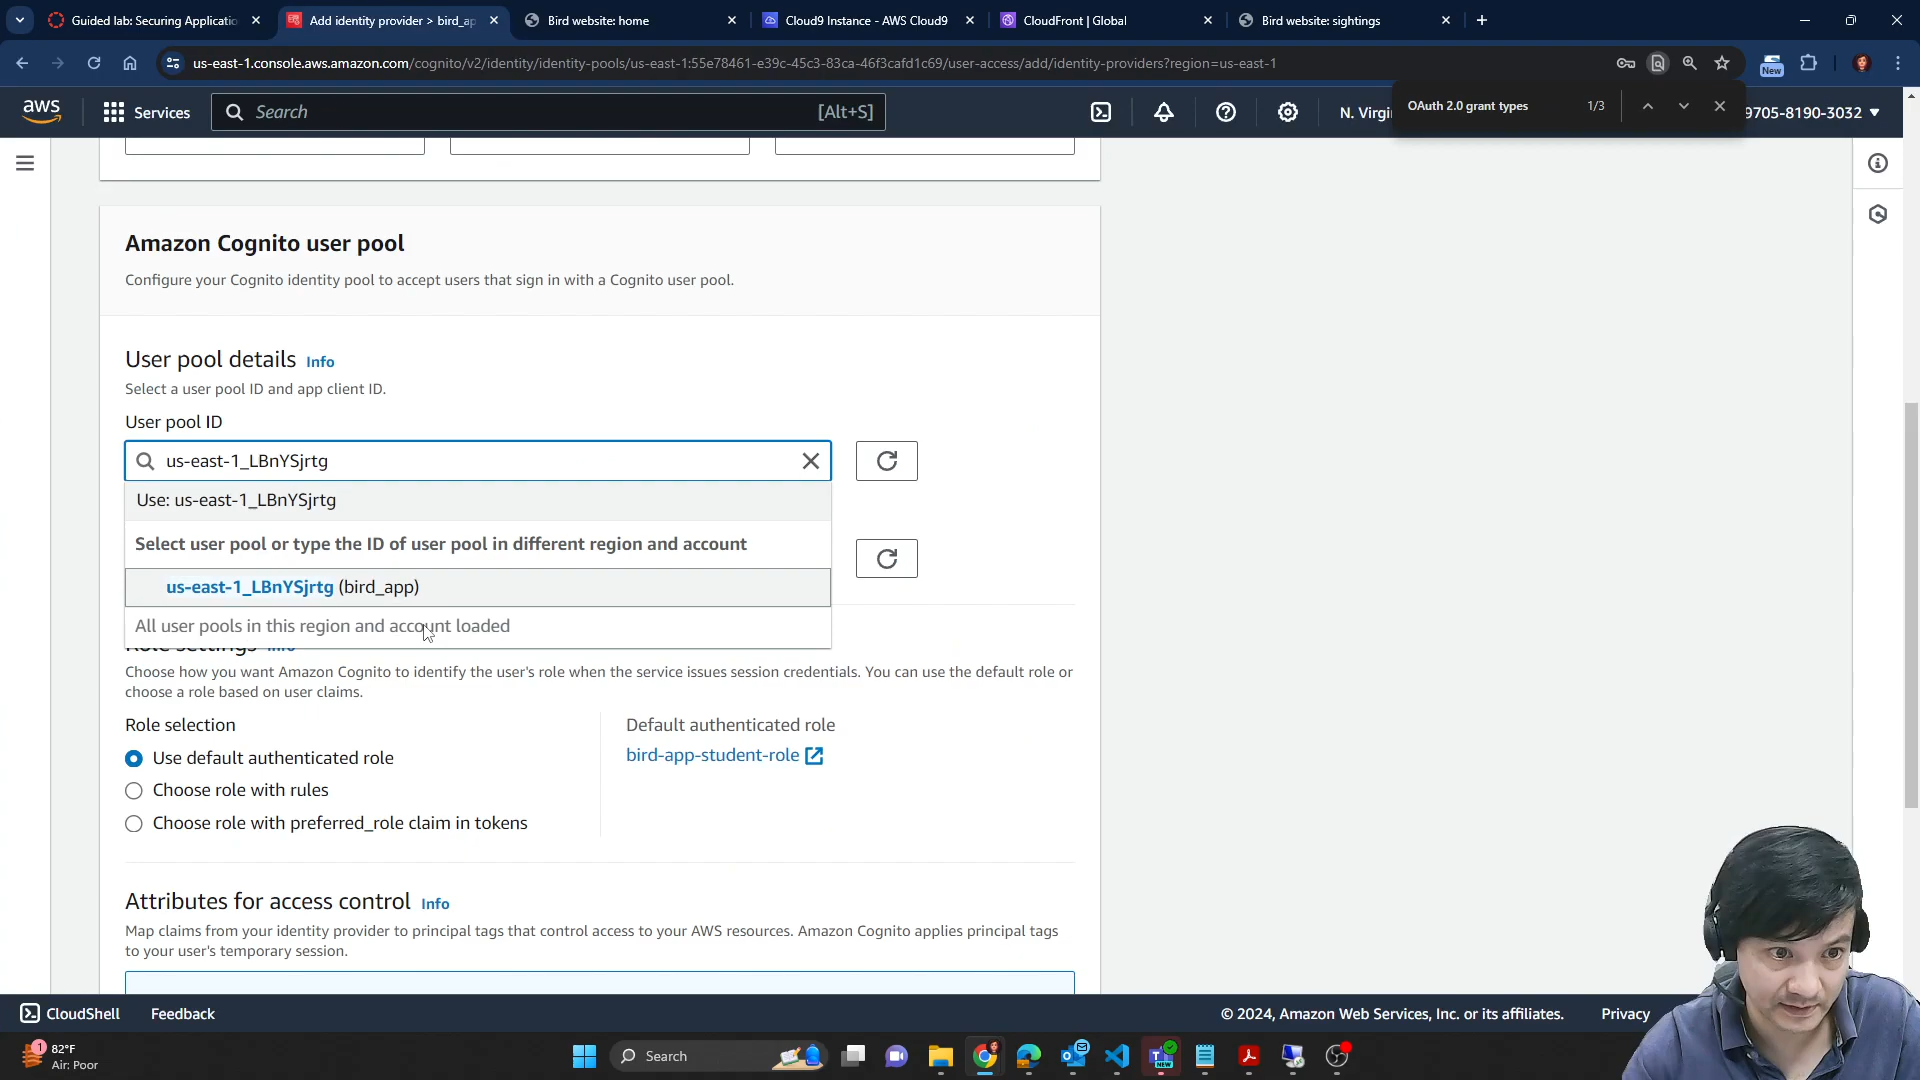 Guided lab: Securing Applicatio
Add identity provider > bird_ap
Bird website: home
Cloud9 Instance - AWS Cloud9
CloudFront | Global
Bird website: sightings
us-east-1.console.aws.amazon.com/cognito/v2/identity/identity-pools/us-east-1:55e78461-e39c-45c3-83ca-46f3cafd1c69/user-access/add/identity-providers?region=us-east-1
New
OAuth 2.0 grant types
1/3
aws
Services
Search
[Alt+S]
N. Virgi
9705-8190-3032
Amazon Cognito user pool
Configure your Cognito identity pool to accept users that sign in with a Cognito user pool.
User pool details Info
Select a user pool ID and app client ID.
User pool ID
us-east-1_LBnYSjrtg
Use: us-east-1_LBnYSjrtg
Select user pool or type the ID of user pool in different region and account
us-east-1_LBnYSjrtg (bird_app)
All user pools in this region and account loaded
Role settings Info
Choose how you want Amazon Cognito to identify the user's role when the service issues session credentials. You can use the default role or
choose a role based on user claims.
Role selection
Use default authenticated role
Choose role with rules
Choose role with preferred_role claim in tokens
Default authenticated role
bird-app-student-role
Attributes for access control Info
Map claims from your identity provider to principal tags that control access to your AWS resources. Amazon Cognito applies principal tags
to your user's temporary session.
CloudShell
Feedback
© 2024, Amazon Web Services, Inc. or its affiliates.
Privacy
1
82°F
Air: Poor
Search
NEW